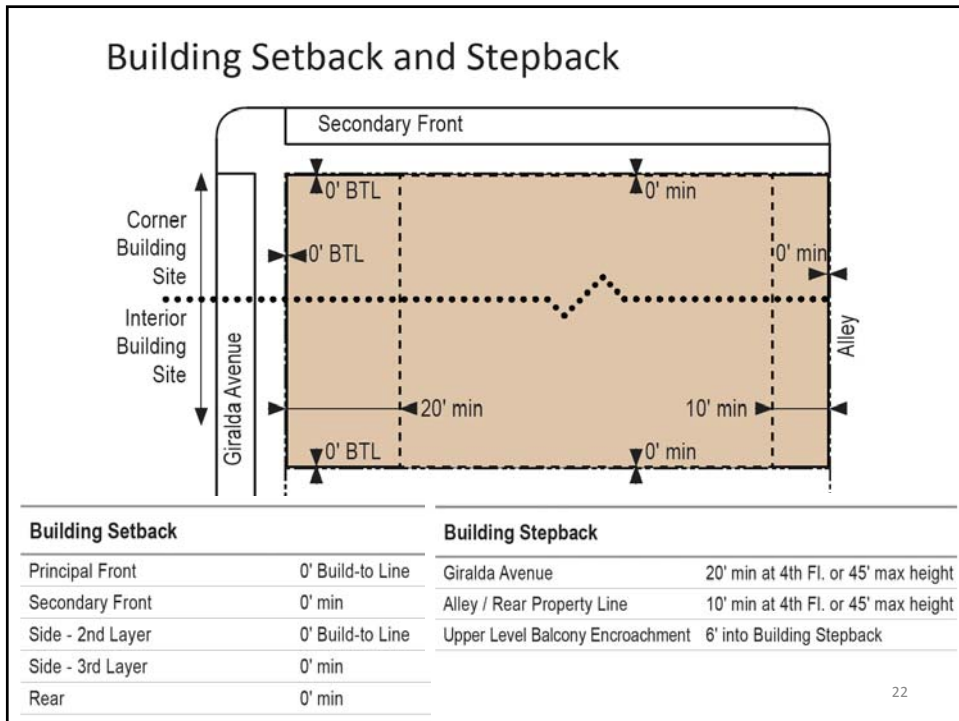 Building Setback and Stepback
Secondary Front
0' BTL
0' min
Corner
Building
Site
0' BTL
0' min
Interior
Building
Site
Giralda Avenue
Alley
20' min
10' min
0' BTL
0' min
Building Setback
Principal Front 0' Build-to Line
Secondary Front 0' min
Side - 2nd Layer 0' Build-to Line
Side - 3rd Layer 0' min
Rear 0' min
Building Stepback
Giralda Avenue 20' min at 4th Fl. or 45' max height
Alley / Rear Property Line 10' min at 4th Fl. or 45' max height
Upper Level Balcony Encroachment 6' into Building Stepback
22